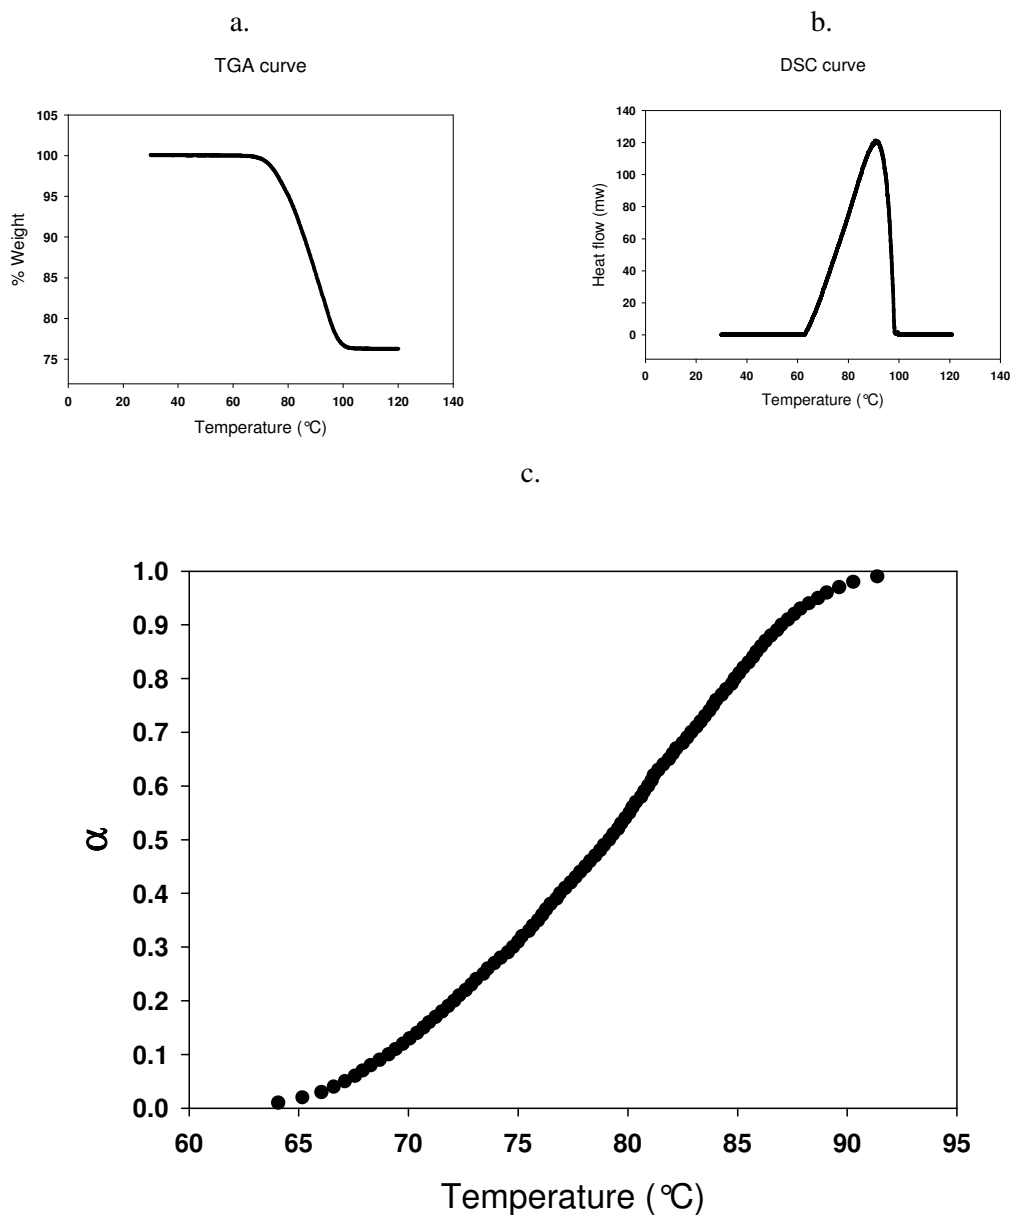 a.
TGA curve
105
100
95
90
85
80
75
% Weight
0 20 40 60 80 100 120 140
Temperature (°C)
b.
DSC curve
140
120
100
80
60
40
20
0
Heat flow (mw)
0 20 40 60 80 100 120 140
Temperature (°C)
c.
1.0
0.9
0.8
0.7
0.6
0.5
0.4
0.3
0.2
0.1
0.0
α
60 65 70 75 80 85 90 95
Temperature (°C)